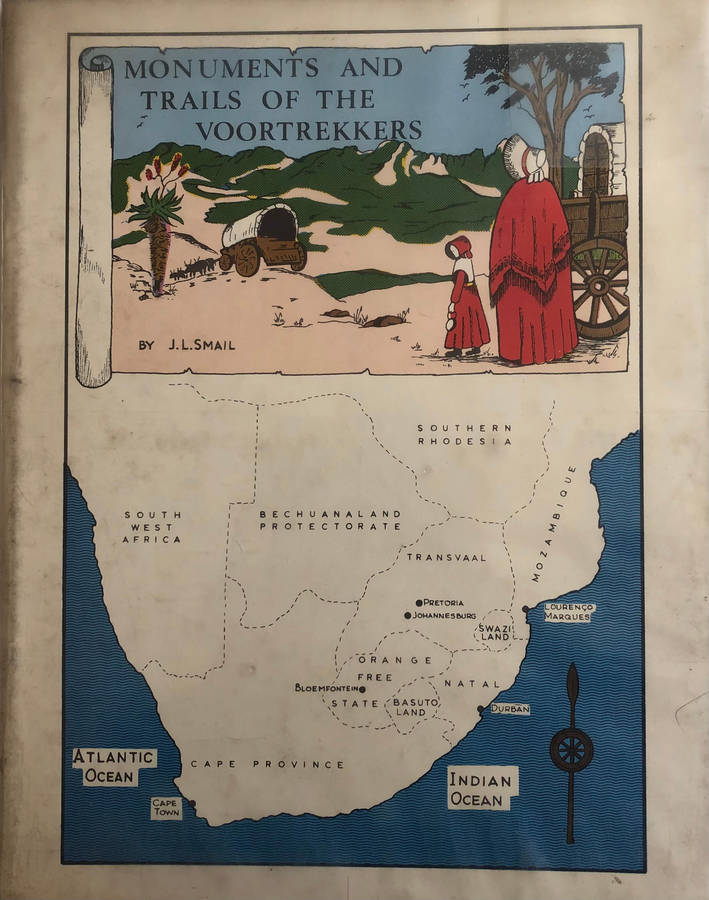 MONUMENTS AND
TRAILS OF THE
VOORTREKKERS
BY J.L.SMAIL
SOUTHERN
RHODESIA
SOUTH
WEST
AFRICA
BECHUANALAND
PROTECTORATE
MOZAMBIQUE
TRANSVAAL
PRETORIA
JOHANNESBURG
LOURENÇO
MARQUES
SWAZI
LAND
ORANGE
FREE
STATE
BLOEMFONTEIN
NATAL
BASUTO
LAND
DURBAN
ATLANTIC
OCEAN
CAPE PROVINCE
INDIAN
OCEAN
CAPE
TOWN